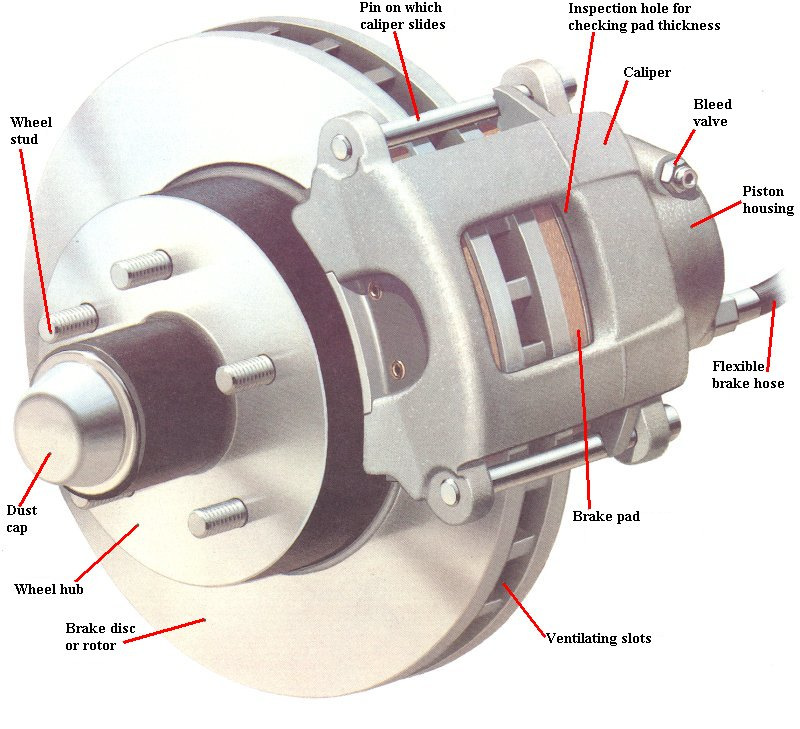 Pin on which
caliper slides
Inspection hole for
checking pad thickness
Caliper
Bleed
valve
Wheel
stud
Piston
housing
Flexible
brake hose
Dust
cap
Brake pad
Wheel hub
Brake disc
or rotor
Ventilating slots